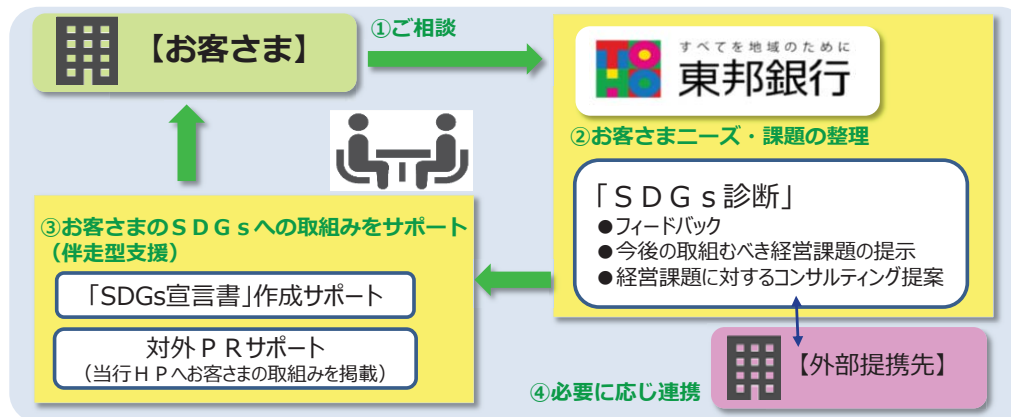 【お客さま】
①ご相談
TOHO
すべてを地域のために
東邦銀行
②お客さまニーズ・課題の整理
「ＳＤＧｓ診断」
●フィードバック
●今後の取組むべき経営課題の提示
●経営課題に対するコンサルティング提案
③お客さまのＳＤＧｓへの取組みをサポート
（伴走型支援）
「SDGs宣言書」作成サポート
対外ＰＲサポート
（当行ＨＰへお客さまの取組みを掲載）
④必要に応じ連携
【外部提携先】